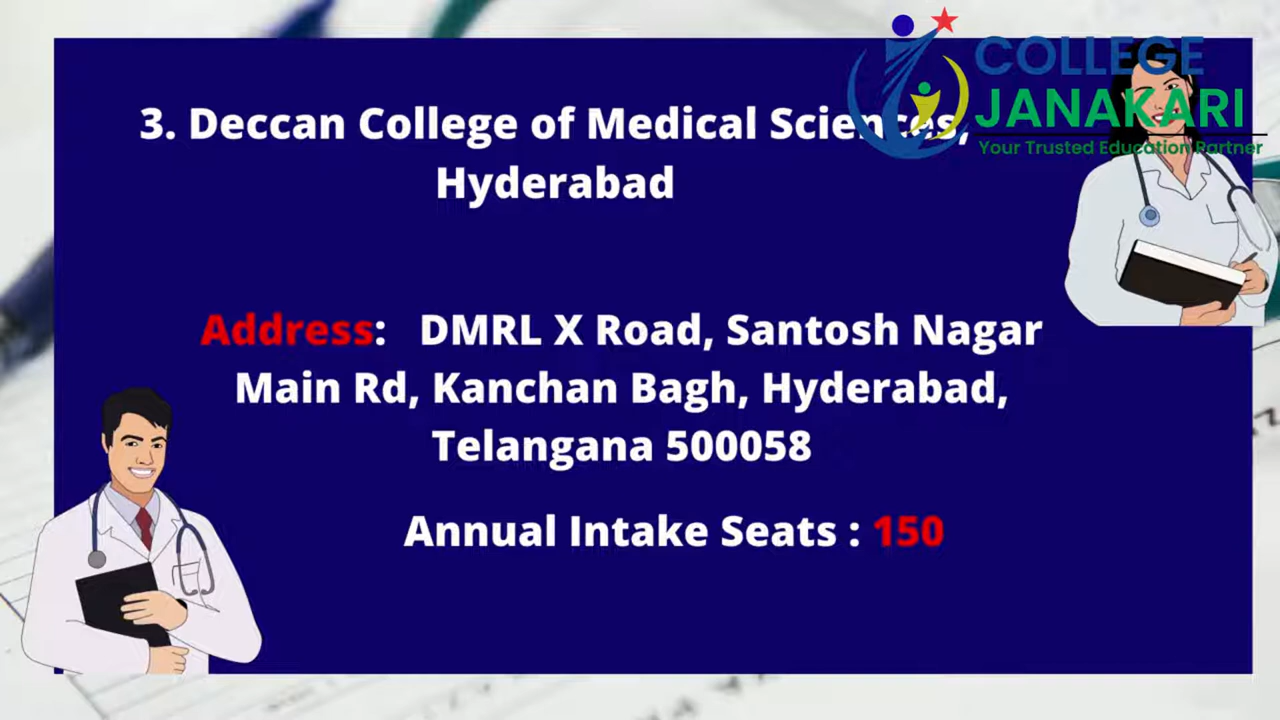 COLLEGE
JANAKARI
Your Trusted Education Partner
3. Deccan College of Medical Sciences,
Hyderabad
Address: DMRL X Road, Santosh Nagar
Main Rd, Kanchan Bagh, Hyderabad,
Telangana 500058
Annual Intake Seats : 150